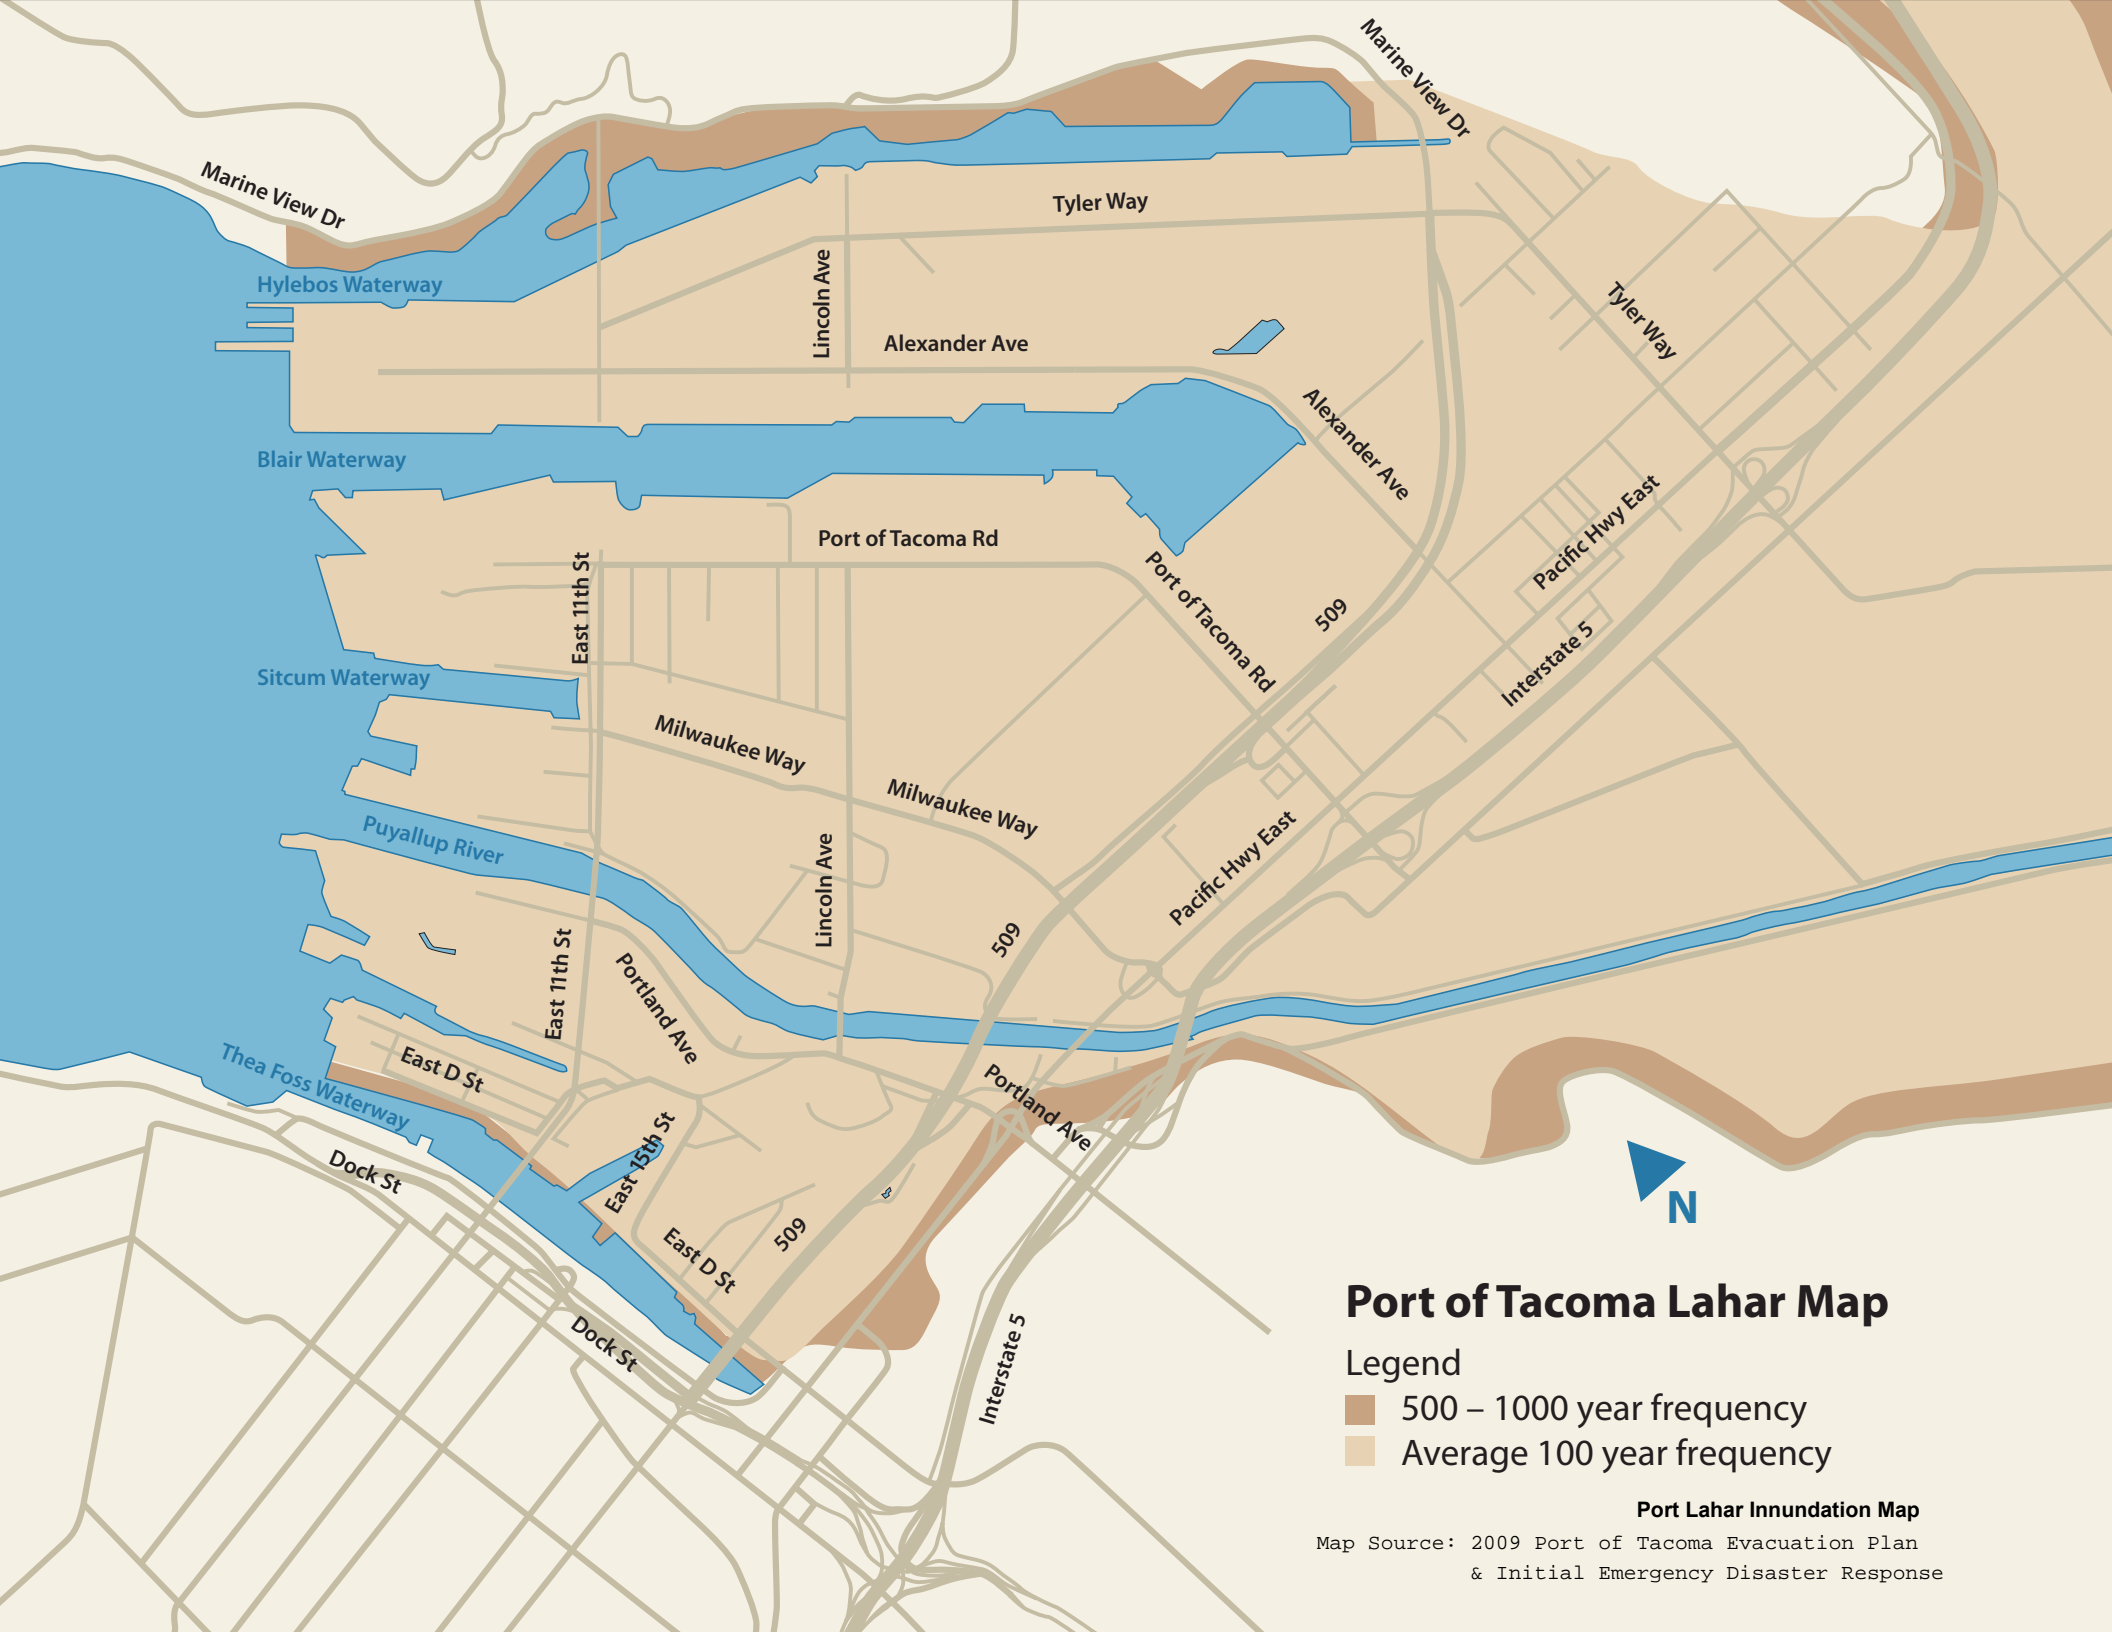 Marine View Dr
Marine View Dr
Hylebos Waterway
Tyler Way
Lincoln Ave
Tyler Way
Alexander Ave
Alexander Ave
Blair Waterway
Pacific Hwy East
Port of Tacoma Rd
Port of Tacoma Rd
East 11th St
509
Interstate 5
Sitcum Waterway
Milwaukee Way
Milwaukee Way
Puyallup River
Pacific Hwy East
Lincoln Ave
509
East 11th St
Portland Ave
Thea Foss Waterway
East D St
Portland Ave
East 15th St
Dock St
509
East D St
N
Dock St
Interstate 5
Port of Tacoma Lahar Map
Legend
500 – 1000 year frequency
Average 100 year frequency
Port Lahar Innundation Map
Map Source: 2009 Port of Tacoma Evacuation Plan
& Initial Emergency Disaster Response